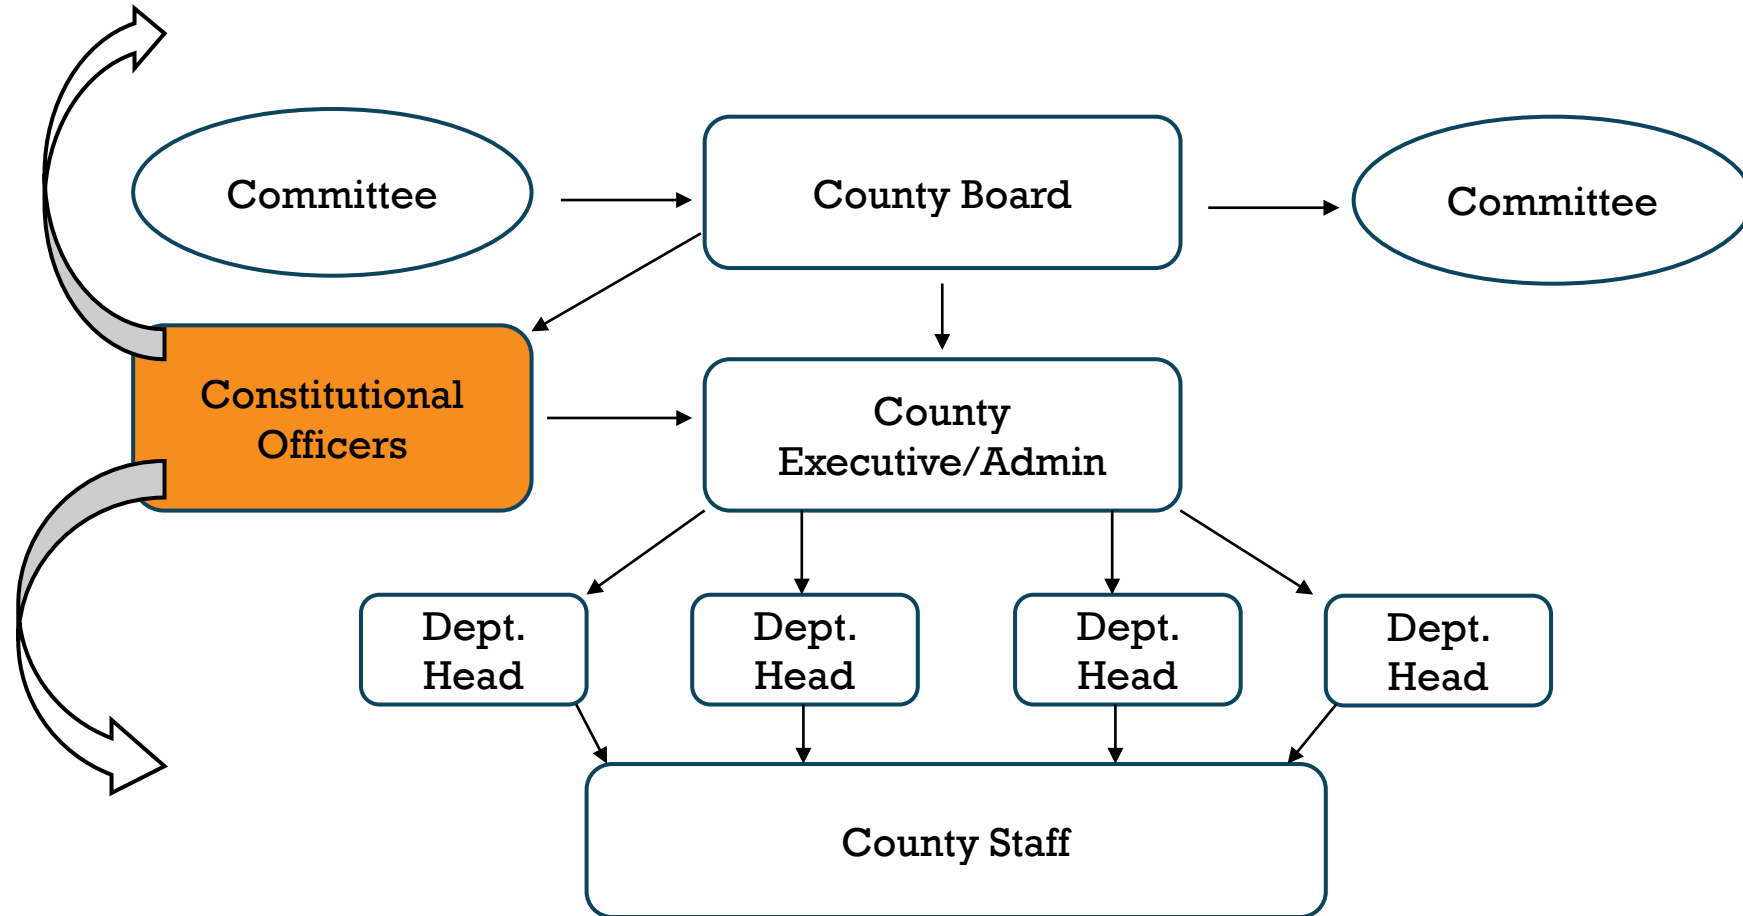 Committee
County Board
Committee
Constitutional
Officers
County
Executive/Admin
Dept.
Head
Dept.
Head
Dept.
Head
Dept.
Head
County Staff